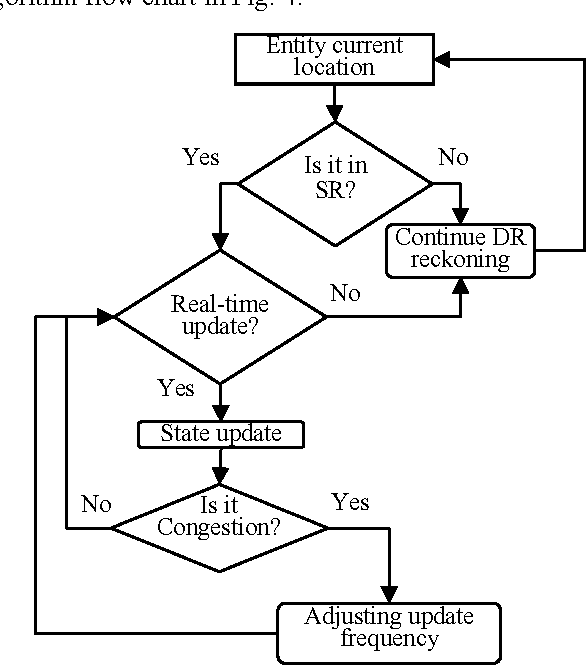 gorithm flow chart in Fig. 4.
Entity current
location
Yes
No
Is it in
SR?
Continue DR
reckoning
Real-time
update?
No
Yes
State update
No
Is it
Congestion?
Yes
Adjusting update
frequency